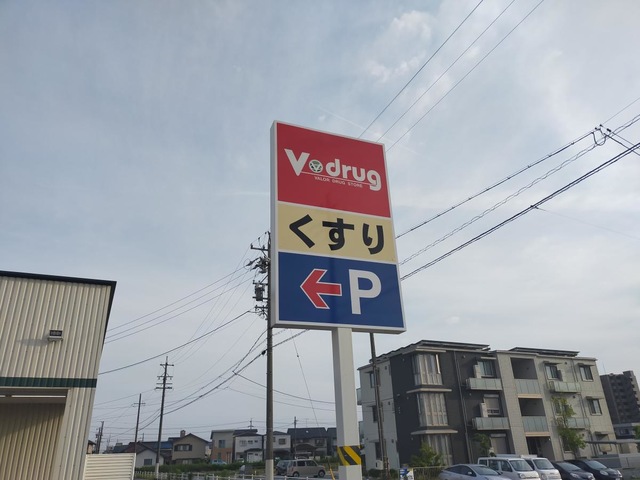 V drug
VALOR DRUG STORE
くすり
←P